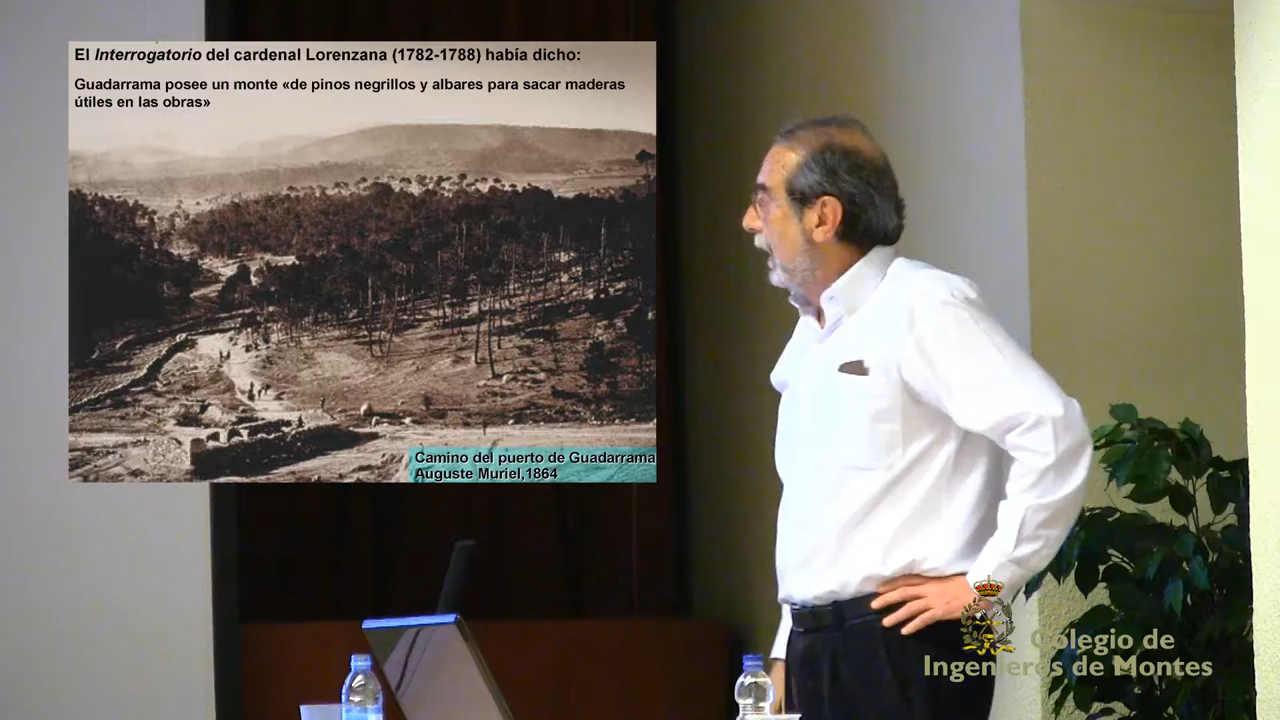 El Interrogatorio del cardenal Lorenzana (1782-1788) había dicho:
Guadarrama posee un monte «de pinos negrillos y albares para sacar maderas
útiles en las obras»
Camino del puerto de Guadarrama
Auguste Muriel,1864
Colegio de
Ingenieros de Montes